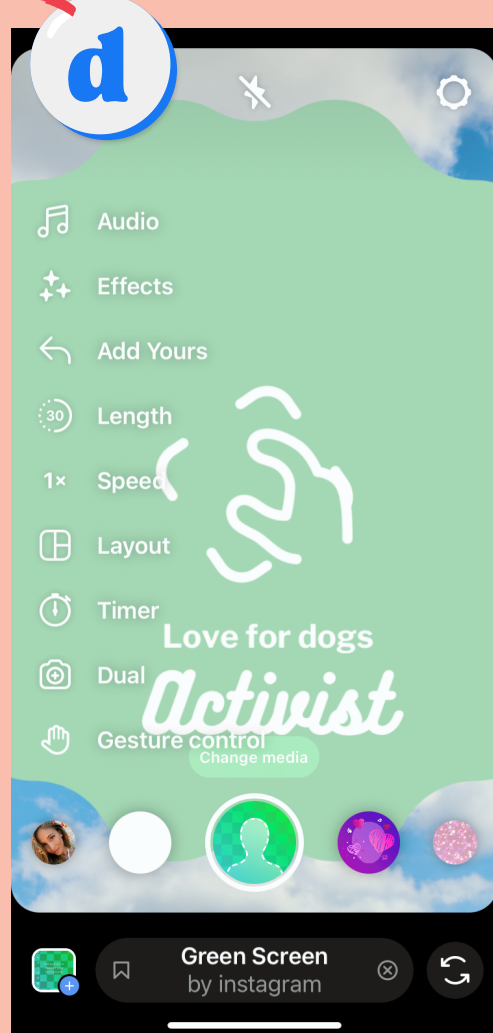 d
Audio
Effects
Add Yours
30 Length
1× Speed
Layout
Timer
Love for dogs
Dual
Activist
Gesture control
Change media
Green Screen
by instagram